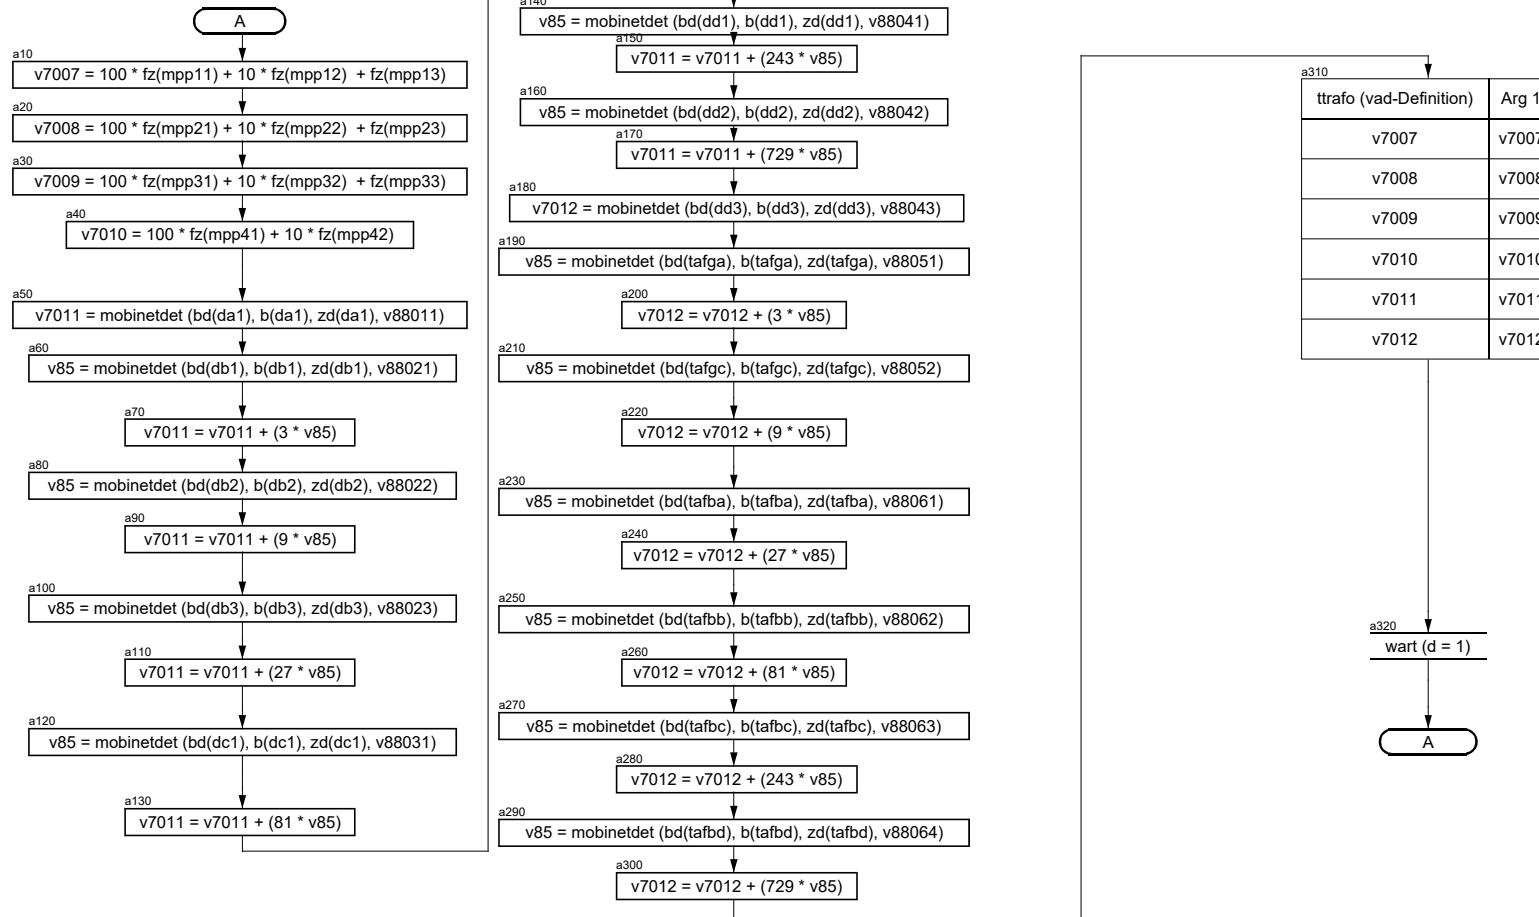 A
a10
v7007 = 100 * fz(mpp11) + 10 * fz(mpp12) + fz(mpp13)
a20
v7008 = 100 * fz(mpp21) + 10 * fz(mpp22) + fz(mpp23)
a30
v7009 = 100 * fz(mpp31) + 10 * fz(mpp32) + fz(mpp33)
a40
v7010 = 100 * fz(mpp41) + 10 * fz(mpp42)
a50
v7011 = mobinetdet (bd(da1), b(da1), zd(da1), v88011)
a60
v85 = mobinetdet (bd(db1), b(db1), zd(db1), v88021)
a70
v7011 = v7011 + (3 * v85)
a80
v85 = mobinetdet (bd(db2), b(db2), zd(db2), v88022)
a90
v7011 = v7011 + (9 * v85)
a100
v85 = mobinetdet (bd(db3), b(db3), zd(db3), v88023)
a110
v7011 = v7011 + (27 * v85)
a120
v85 = mobinetdet (bd(dc1), b(dc1), zd(dc1), v88031)
a130
v7011 = v7011 + (81 * v85)
a140
v85 = mobinetdet (bd(dd1), b(dd1), zd(dd1), v88041)
a150
v7011 = v7011 + (243 * v85)
a160
v85 = mobinetdet (bd(dd2), b(dd2), zd(dd2), v88042)
a170
v7011 = v7011 + (729 * v85)
a180
v7012 = mobinetdet (bd(dd3), b(dd3), zd(dd3), v88043)
a190
v85 = mobinetdet (bd(tafga), b(tafga), zd(tafga), v88051)
a200
v7012 = v7012 + (3 * v85)
a210
v85 = mobinetdet (bd(tafgc), b(tafgc), zd(tafgc), v88052)
a220
v7012 = v7012 + (9 * v85)
a230
v85 = mobinetdet (bd(tafba), b(tafba), zd(tafba), v88061)
a240
v7012 = v7012 + (27 * v85)
a250
v85 = mobinetdet (bd(tafbb), b(tafbb), zd(tafbb), v88062)
a260
v7012 = v7012 + (81 * v85)
a270
v85 = mobinetdet (bd(tafbc), b(tafbc), zd(tafbc), v88063)
a280
v7012 = v7012 + (243 * v85)
a290
v85 = mobinetdet (bd(tafbd), b(tafbd), zd(tafbd), v88064)
a300
v7012 = v7012 + (729 * v85)
a310
ttrafo (vad-Definition) Arg 1
v7007 v7007
v7008 v7008
v7009 v7009
v7010 v7010
v7011 v7011
v7012 v7012
a320
wart (d = 1)
A